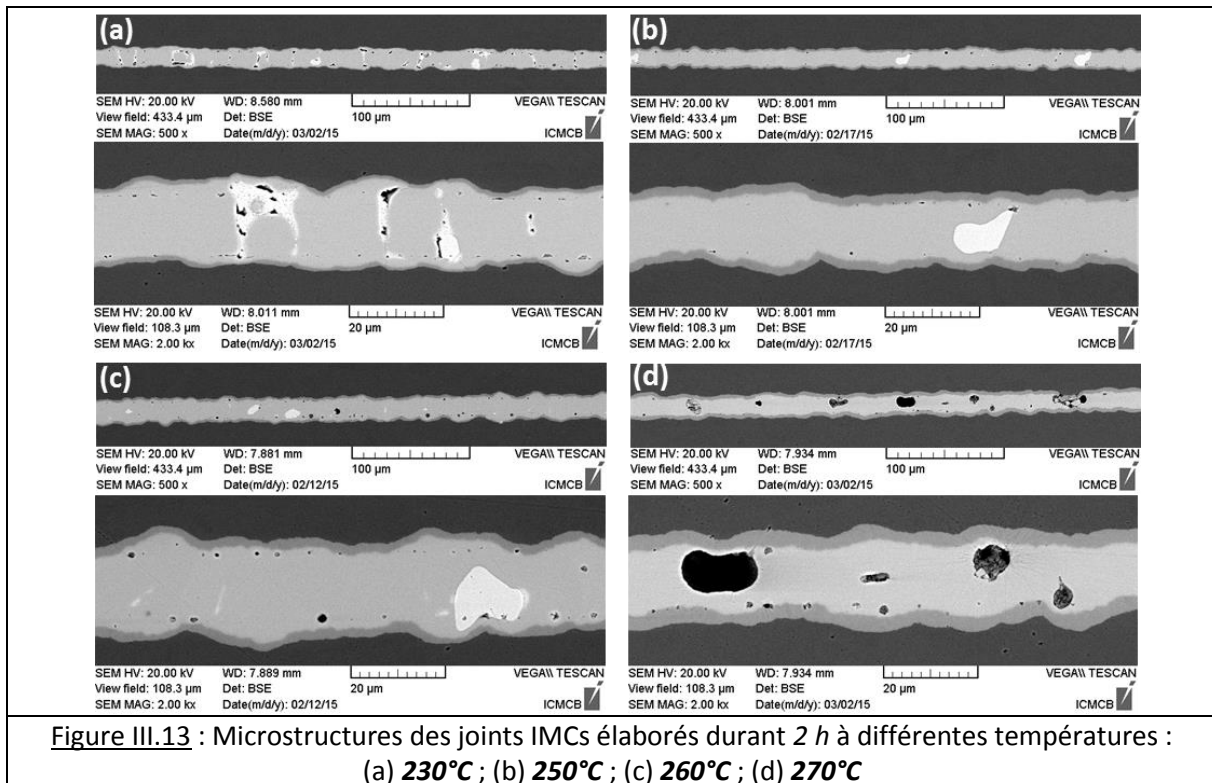 (a)
SEM HV: 20.00 kV WD: 8.580 mm VEGA\\ TESCAN
View field: 433.4 µm Det: BSE 100 µm
SEM MAG: 500 x Date(m/d/y): 03/02/15 ICMCB
SEM HV: 20.00 kV WD: 8.011 mm VEGA\\ TESCAN
View field: 108.3 µm Det: BSE 20 µm
SEM MAG: 2.00 kx Date(m/d/y): 03/02/15 ICMCB
(b)
SEM HV: 20.00 kV WD: 8.001 mm VEGA\\ TESCAN
View field: 433.4 µm Det: BSE 100 µm
SEM MAG: 500 x Date(m/d/y): 02/17/15 ICMCB
SEM HV: 20.00 kV WD: 8.001 mm VEGA\\ TESCAN
View field: 108.3 µm Det: BSE 20 µm
SEM MAG: 2.00 kx Date(m/d/y): 02/17/15 ICMCB
(c)
SEM HV: 20.00 kV WD: 7.881 mm VEGA\\ TESCAN
View field: 433.4 µm Det: BSE 100 µm
SEM MAG: 500 x Date(m/d/y): 02/12/15 ICMCB
SEM HV: 20.00 kV WD: 7.889 mm VEGA\\ TESCAN
View field: 108.3 µm Det: BSE 20 µm
SEM MAG: 2.00 kx Date(m/d/y): 02/12/15 ICMCB
(d)
SEM HV: 20.00 kV WD: 7.934 mm VEGA\\ TESCAN
View field: 433.4 µm Det: BSE 100 µm
SEM MAG: 500 x Date(m/d/y): 03/02/15 ICMCB
SEM HV: 20.00 kV WD: 7.934 mm VEGA\\ TESCAN
View field: 108.3 µm Det: BSE 20 µm
SEM MAG: 2.00 kx Date(m/d/y): 03/02/15 ICMCB
Figure III.13 : Microstructures des joints IMCs élaborés durant 2 h à différentes températures :
(a) 230°C ; (b) 250°C ; (c) 260°C ; (d) 270°C